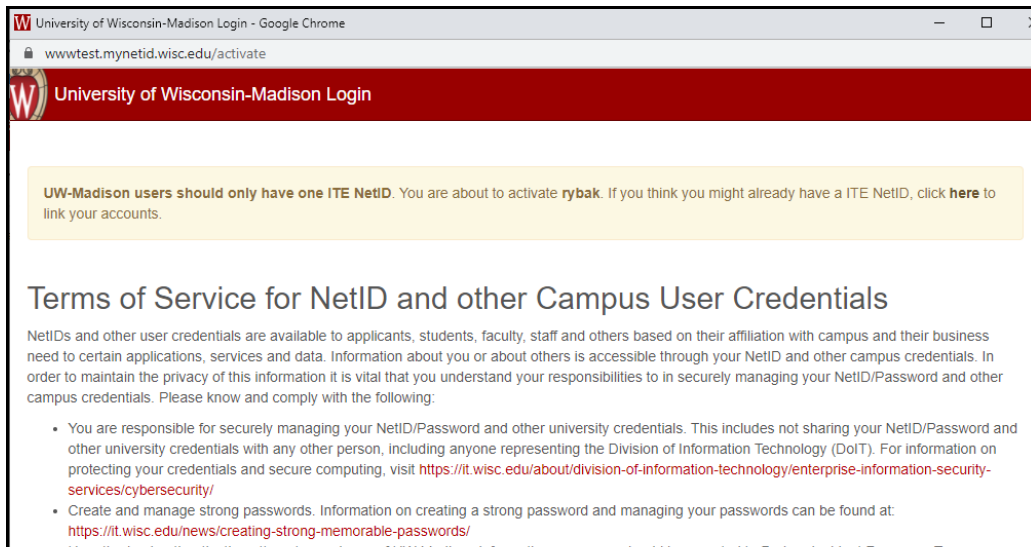 University of Wisconsin-Madison Login - Google Chrome
wwwtest.mynetid.wisc.edu/activate
W University of Wisconsin-Madison Login
UW-Madison users should only have one ITE NetID. You are about to activate rybak. If you think you might already have a ITE NetID, click here to
link your accounts.
Terms of Service for NetID and other Campus User Credentials
NetIDs and other user credentials are available to applicants, students, faculty, staff and others based on their affiliation with campus and their business
need to certain applications, services and data. Information about you or about others is accessible through your NetID and other campus credentials. In
order to maintain the privacy of this information it is vital that you understand your responsibilities to in securely managing your NetID/Password and other
campus credentials. Please know and comply with the following:
• You are responsible for securely managing your NetID/Password and other university credentials. This includes not sharing your NetID/Password and
other university credentials with any other person, including anyone representing the Division of Information Technology (DoIT). For information on
protecting your credentials and secure computing, visit https://it.wisc.edu/about/division-of-information-technology/enterprise-information-security-
services/cybersecurity/
• Create and manage strong passwords. Information on creating a strong password and managing your passwords can be found at:
https://it.wisc.edu/news/creating-strong-memorable-passwords/